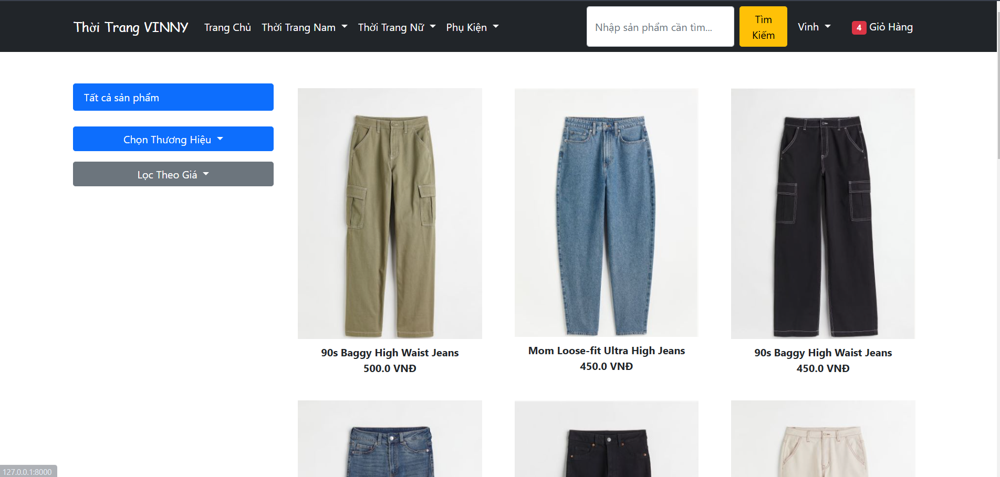 Thời Trang VINNY
Trang Chủ
Thời Trang Nam
Thời Trang Nữ
Phụ Kiện
Nhập sản phẩm cần tìm...
Tìm
Kiếm
Vinh
4 Giỏ Hàng
Tất cả sản phẩm
Chọn Thương Hiệu
Lọc Theo Giá
90s Baggy High Waist Jeans
500.0 VNĐ
Mom Loose-fit Ultra High Jeans
450.0 VNĐ
90s Baggy High Waist Jeans
450.0 VNĐ
127.0.0.1:8000